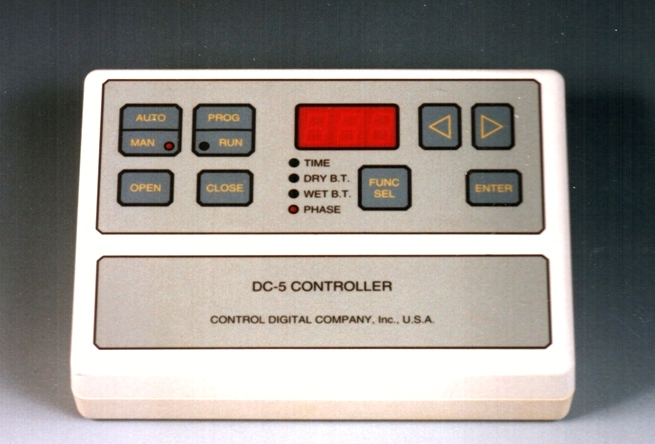 AUTO
MAN
PROG
RUN
OPEN
CLOSE
TIME
DRY B.T.
WET B.T.
PHASE
FUNC
SEL
ENTER
DC-5 CONTROLLER
CONTROL DIGITAL COMPANY, Inc., U.S.A.